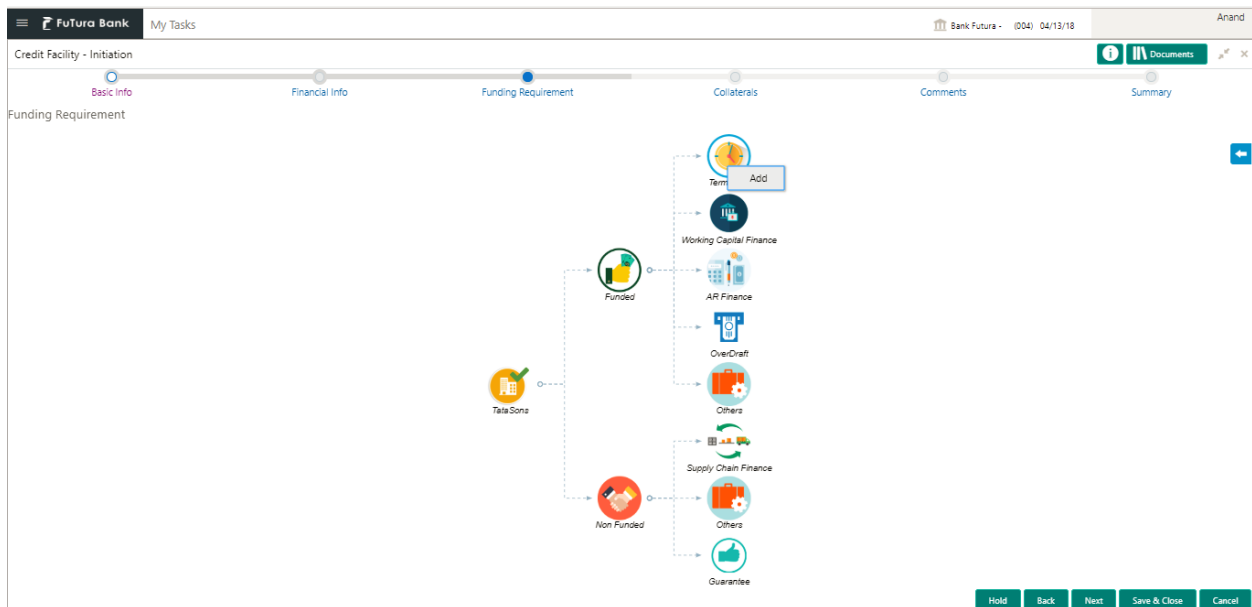 FuTura Bank My Tasks Bank Futura - (004) 04/13/18 Anand
Credit Facility - Initiation Documents
Basic Info Financial Info Funding Requirement Collaterals Comments Summary
Funding Requirement
Add
Term
Working Capital Finance
Funded AR Finance
OverDraft
TataSons Others
Supply Chain Finance
Non Funded Others
Guarantee
Hold Back Next Save & Close Cancel